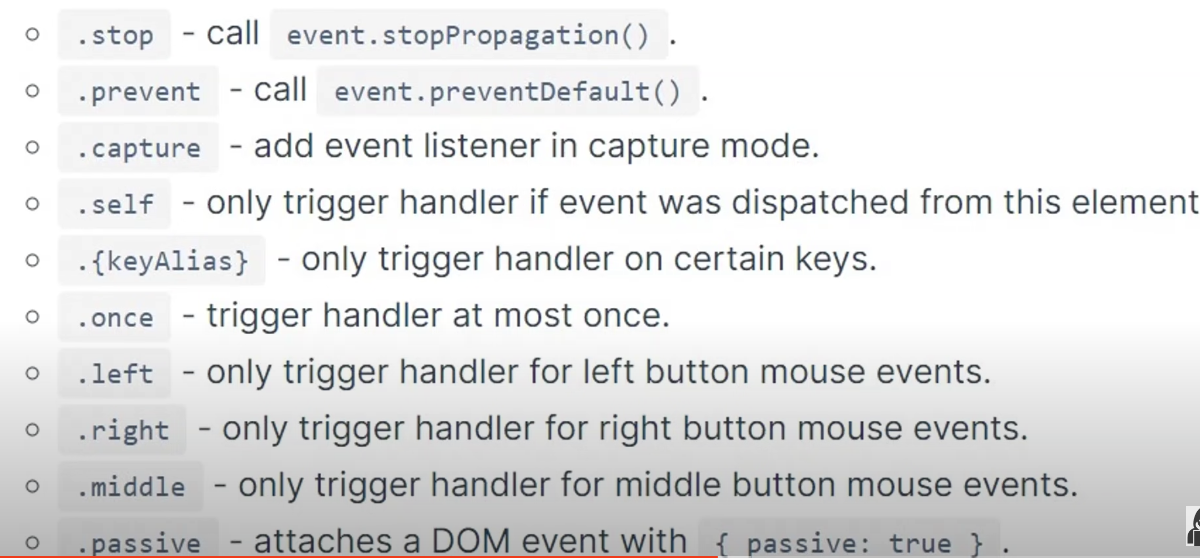 .stop - call event.stopPropagation() .
.prevent - call event.preventDefault() .
.capture - add event listener in capture mode.
.self - only trigger handler if event was dispatched from this element
.{keyAlias} - only trigger handler on certain keys.
.once - trigger handler at most once.
.left - only trigger handler for left button mouse events.
.right - only trigger handler for right button mouse events.
.middle - only trigger handler for middle button mouse events.
.passive - attaches a DOM event with { passive: true } .